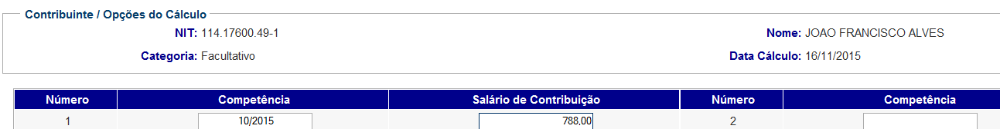 Contribuinte / Opções do Cálculo
NIT: 114.17600.49-1 Nome: JOAO FRANCISCO ALVES
Categoria: Facultativo Data Cálculo: 16/11/2015
Número Competência Salário de Contribuição Número Competência
1 10/2015 788,00 2